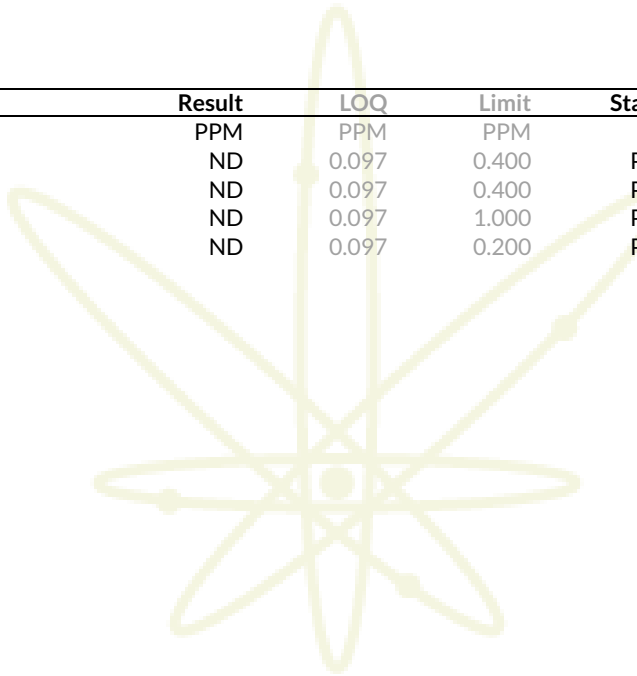 Result LOQ Limit Sta
PPM PPM PPM
ND 0.097 0.400 P
ND 0.097 0.400 P
ND 0.097 1.000 P
ND 0.097 0.200 P